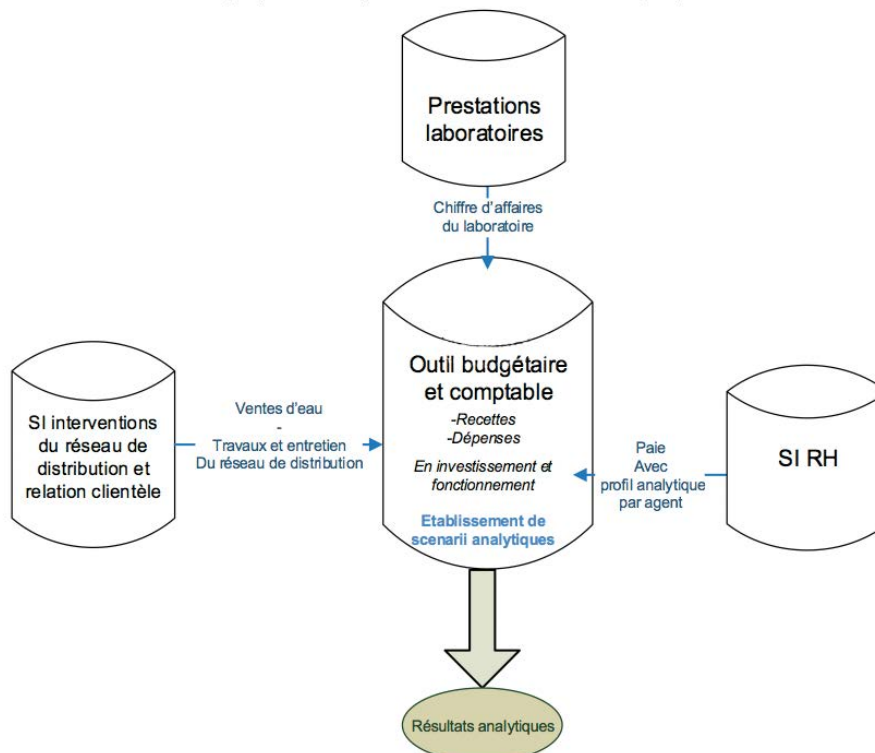 Prestations
laboratoires
Chiffre d'affaires
du laboratoire
Outil budgétaire
et comptable
-Recettes
-Dépenses
En investissement et
fonctionnement
Etablissement de
scenarii analytiques
SI interventions
du réseau de
distribution et
relation clientèle
Ventes d'eau
-
Travaux et entretien
Du réseau de distribution
Paie
Avec
profil analytique
par agent
SI RH
Résultats analytiques